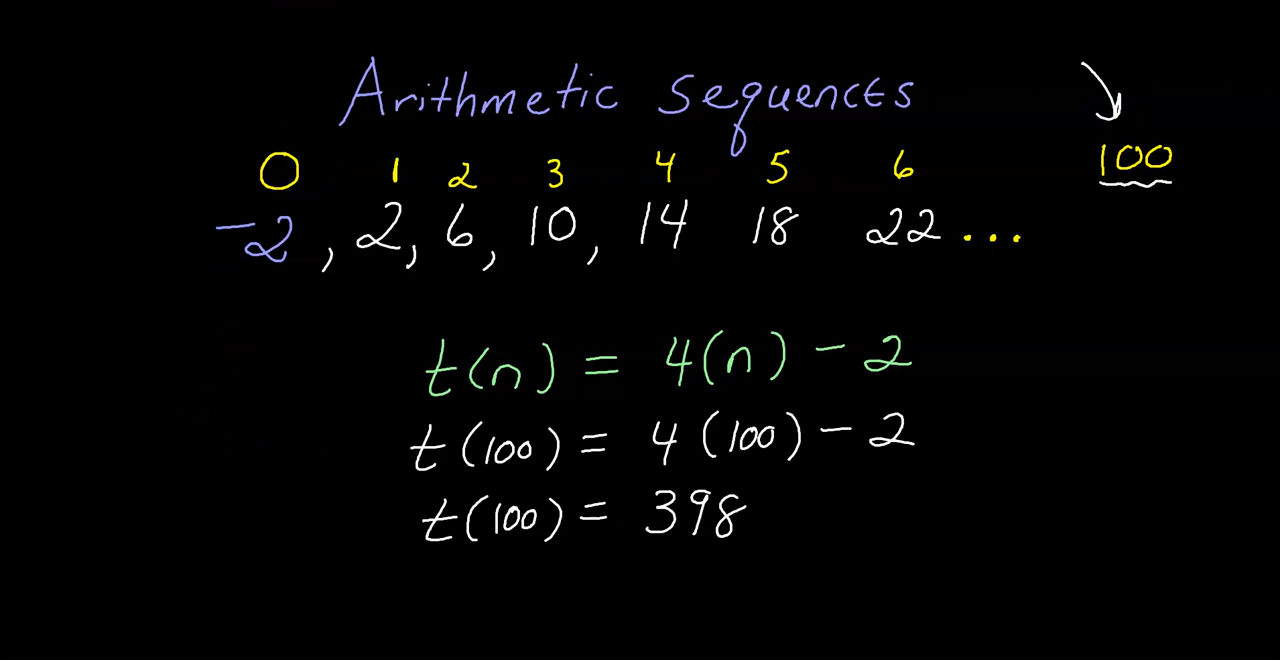 Arithmetic Sequences
0 1 2 3 4 5 6 100
-2, 2, 6, 10, 14 18 22 ...
t(n) = 4(n) - 2
t(100) = 4(100) - 2
t(100) = 398